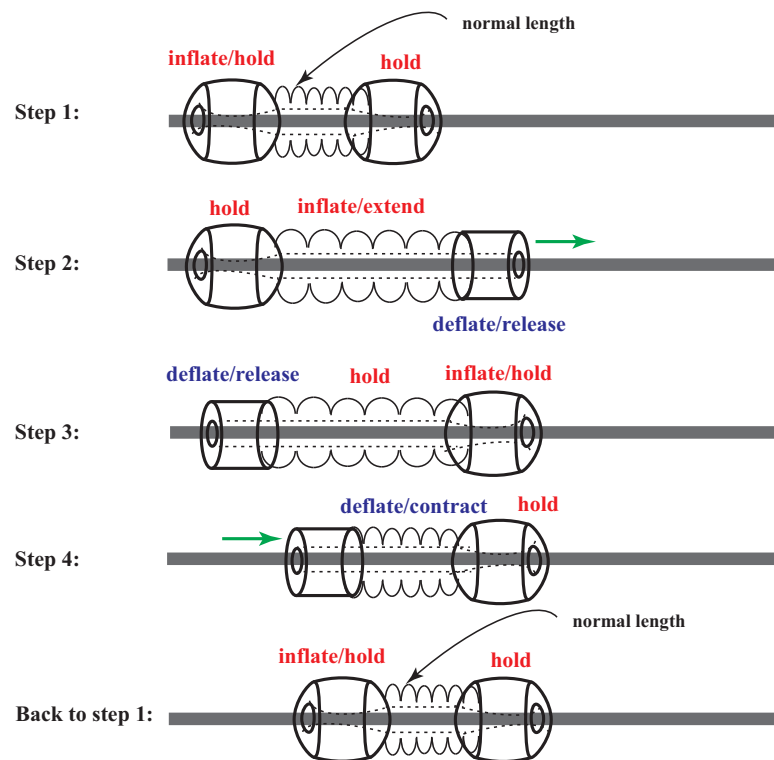 normal length
inflate/hold
hold
Step 1:
hold
inflate/extend
Step 2:
deflate/release
deflate/release
hold
inflate/hold
Step 3:
deflate/contract
hold
Step 4:
normal length
inflate/hold
hold
Back to step 1: